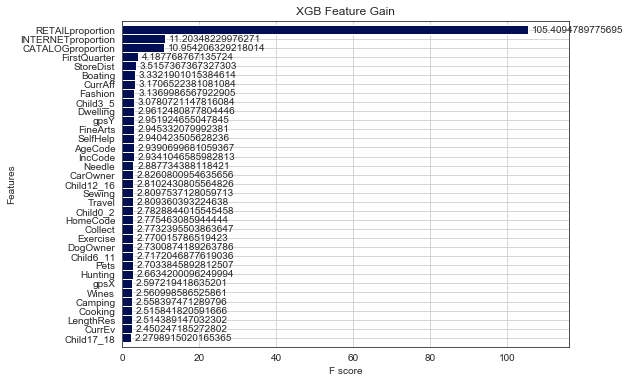 XGB Feature Gain
RETAILproportion 105.4094789775695
INTERNETproportion 11.20348229976271
CATALOGproportion 10.954206329218014
FirstQuarter 4.187768767135724
StoreDist 3.5157367367327303
Boating 3.3321901015384614
CurrAff 3.1706522381081084
Fashion 3.1369986567922905
Child3_5 3.0780721147816084
Dwelling 2.9612480877804446
gpsY 2.951924655047845
FineArts 2.945332079992381
SelfHelp 2.940423505628236
AgeCode 2.9390699681059367
IncCode 2.9341046585982813
Needle 2.887734388118421
CarOwner 2.8260800954635656
Child12_16 2.8102430805564826
Sewing 2.8097537128059713
Travel 2.809360393224638
Child0_2 2.7828844015545458
HomeCode 2.775463085944444
Collect 2.7732395503863647
Exercise 2.770015786519423
DogOwner 2.7300874189263786
Child6_11 2.7172046877619036
Pets 2.7033845892812507
Hunting 2.6634200096249994
gpsX 2.597219418635201
Wines 2.560998586525861
Camping 2.558397471289796
Cooking 2.515841820591666
LengthRes 2.514389147032302
CurrEv 2.450247185272802
Child17_18 2.2798915020165365
Features
0 20 40 60 80 100
F score